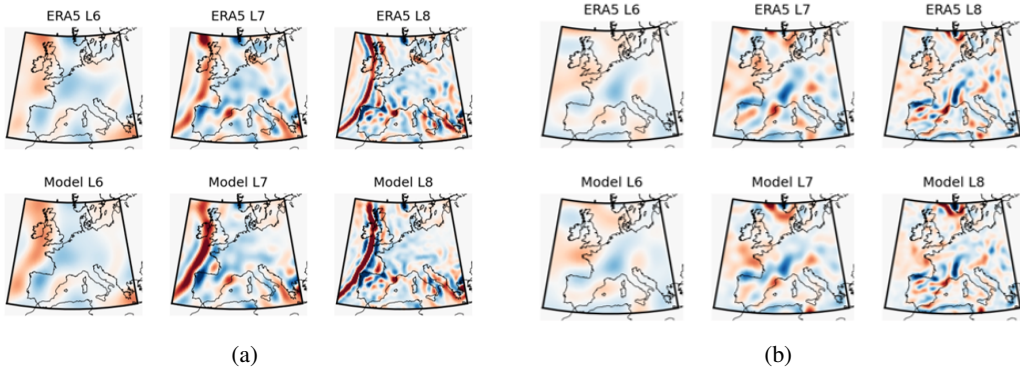 ERA5 L6 ERA5 L7 ERA5 L8 ERA5 L6 ERA5 L7 ERA5 L8
Model L6 Model L7 Model L8 Model L6 Model L7 Model L8
(a) (b)